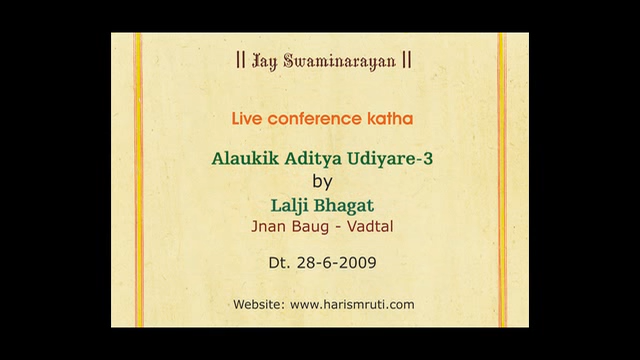 || Jay Swaminarayan ||
Live conference katha
Alaukik Aditya Udiyare-3
by
Lalji Bhagat
Jnan Baug - Vadtal
Dt. 28-6-2009
Website: www.harismruti.com